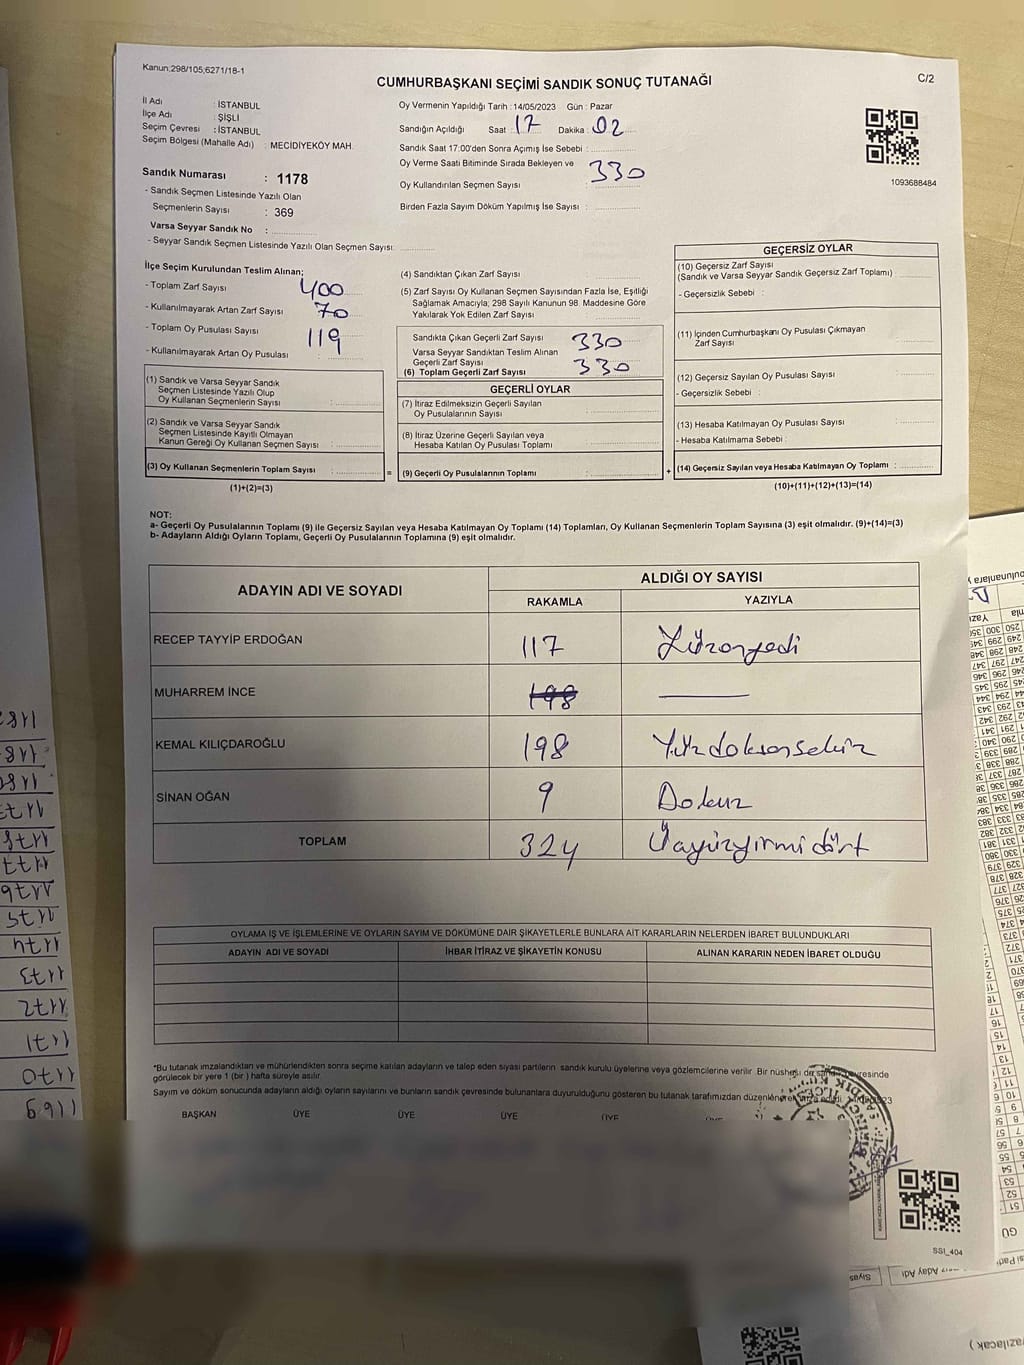 Kanun;298/105;6271/18-1
CUMHURBAŞKANI SEÇİMİ SANDIK SONUÇ TUTANAĞI
C/2
İl Adı : İSTANBUL
İlçe Adı : ŞİŞLİ
Seçim Çevresi : İSTANBUL
Seçim Bölgesi (Mahalle Adı) : MECİDİYEKÖY MAH.
Sandık Numarası : 1178
- Sandık Seçmen Listesinde Yazılı Olan
Seçmenlerin Sayısı : 369
Varsa Seyyar Sandık No :
- Seyyar Sandık Seçmen Listesinde Yazılı Olan Seçmen Sayısı:
Oy Vermenin Yapıldığı Tarih : 14/05/2023 Gün : Pazar
Sandığın Açıldığı Saat : 17 Dakika : 02
Sandık Saat 17:00'den Sonra Açımış İse Sebebi :
Oy Verme Saati Bitiminde Sırada Bekleyen ve
Oy Kullandırılan Seçmen Sayısı : 330
Birden Fazla Sayım Döküm Yapılmış İse Sayısı :
1093688484
İlçe Seçim Kurulundan Teslim Alınan;
- Toplam Zarf Sayısı : 400
- Kullanılmayarak Artan Zarf Sayısı : 70
- Toplam Oy Pusulası Sayısı : 119
- Kullanılmayarak Artan Oy Pusulası :
(1) Sandık ve Varsa Seyyar Sandık
Seçmen Listesinde Yazılı Olup
Oy Kullanan Seçmenlerin Sayısı :
(2) Sandık ve Varsa Seyyar Sandık
Seçmen Listesinde Kayıtlı Olmayan
Kanun Gereği Oy Kullanan Seçmen Sayısı :
(3) Oy Kullanan Seçmenlerin Toplam Sayısı :
(1)+(2)=(3)
=
(4) Sandıktan Çıkan Zarf Sayısı
(5) Zarf Sayısı Oy Kullanan Seçmen Sayısından Fazla İse, Eşitliği
Sağlamak Amacıyla; 298 Sayılı Kanunun 98. Maddesine Göre
Yakılarak Yok Edilen Zarf Sayısı
Sandıkta Çıkan Geçerli Zarf Sayısı 330
Varsa Seyyar Sandıktan Teslim Alınan
Geçerli Zarf Sayısı
(6) Toplam Geçerli Zarf Sayısı 330
GEÇERLİ OYLAR
(7) İtiraz Edilmeksizin Geçerli Sayılan
Oy Pusulalarının Sayısı
(8) İtiraz Üzerine Geçerli Sayılan veya
Hesaba Katılan Oy Pusulası Toplamı
(9) Geçerli Oy Pusulalarının Toplamı :
+
GEÇERSİZ OYLAR
(10) Geçersiz Zarf Sayısı
(Sandık ve Varsa Seyyar Sandık Geçersiz Zarf Toplamı) :
- Geçersizlik Sebebi :
(11) İçinden Cumhurbaşkanı Oy Pusulası Çıkmayan
Zarf Sayısı
(12) Geçersiz Sayılan Oy Pusulası Sayısı :
- Geçersizlik Sebebi :
(13) Hesaba Katılmayan Oy Pusulası Sayısı :
- Hesaba Katılmama Sebebi :
(14) Geçersiz Sayılan veya Hesaba Katılmayan Oy Toplamı :
(10)+(11)+(12)+(13)=(14)
NOT:
a- Geçerli Oy Pusulalarının Toplamı (9) ile Geçersiz Sayılan veya Hesaba Katılmayan Oy Toplamı (14) Toplamları, Oy Kullanan Seçmenlerin Toplam Sayısına (3) eşit olmalıdır. (9)+(14)=(3)
b- Adayların Aldığı Oyların Toplamı, Geçerli Oy Pusulalarının Toplamına (9) eşit olmalıdır.
ADAYIN ADI VE SOYADI
ALDIĞI OY SAYISI
RAKAMLA YAZIYLA
RECEP TAYYİP ERDOĞAN 117 Yüzonyedi
MUHARREM İNCE 198
KEMAL KILIÇDAROĞLU 198 Yüzdoksansekiz
SİNAN OĞAN 9 Dokuz
TOPLAM 324 Üçyüzyirmidört
OYLAMA İŞ VE İŞLEMLERİNE VE OYLARIN SAYIM VE DÖKÜMÜNE DAİR ŞİKAYETLERLE BUNLARA AİT KARARLARIN NELERDEN İBARET BULUNDUKLARI
ADAYIN ADI VE SOYADI İHBAR İTİRAZ VE ŞİKAYETİN KONUSU ALINAN KARARIN NEDEN İBARET OLDUĞU
*Bu tutanak imzalandıktan ve mühürlendikten sonra seçime katılan adayların ve talep eden siyasi partilerin sandık kurulu üyelerine veya gözlemcilerine verilir. Bir nüshası da
görülecek bir yere 1 (bir ) hafta süreyle asılır.
Sayım ve döküm sonucunda adayların aldığı oyların sayılarını ve bunların sandık çevresinde bulunanlara duyurulduğunu gösteren bu tutanak tarafımızdan
BAŞKAN ÜYE ÜYE ÜYE ÜYE
SSİ_404
1177
1176
1175
1174
1173
1172
1171
1170
1169